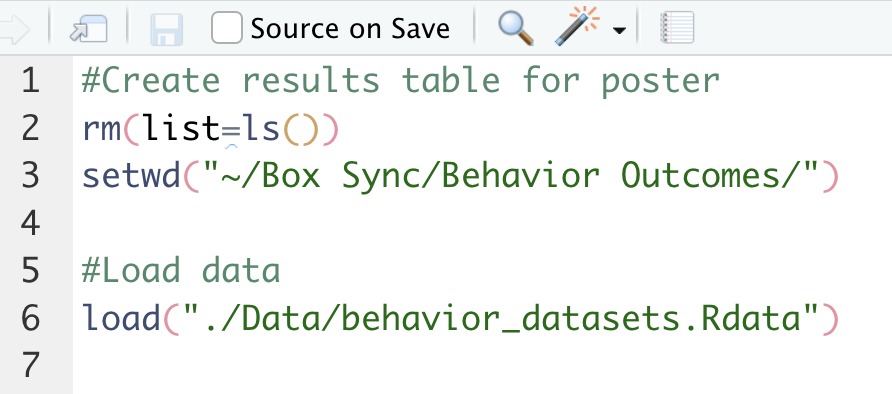 Source on Save
1 #Create results table for poster
2 rm(list=ls())
3 setwd("~/Box Sync/Behavior Outcomes/")
4
5 #Load data
6 load("./Data/behavior_datasets.Rdata")
7